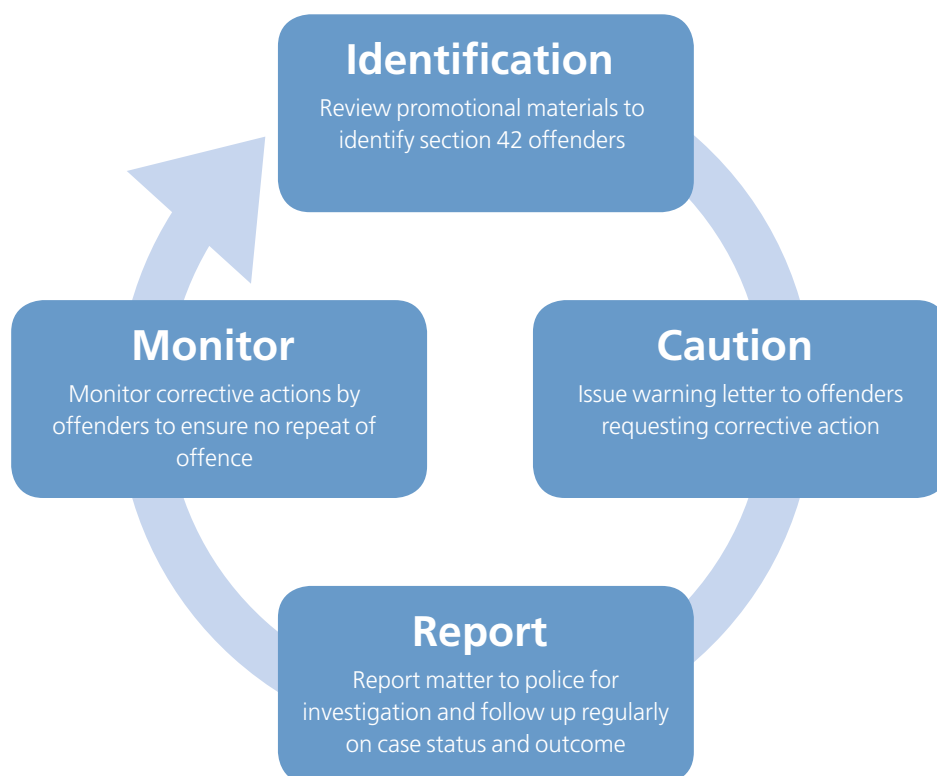 Identification
Review promotional materials to
identify section 42 offenders
Monitor
Monitor corrective actions by
offenders to ensure no repeat of
offence
Caution
Issue warning letter to offenders
requesting corrective action
Report
Report matter to police for
investigation and follow up regularly
on case status and outcome